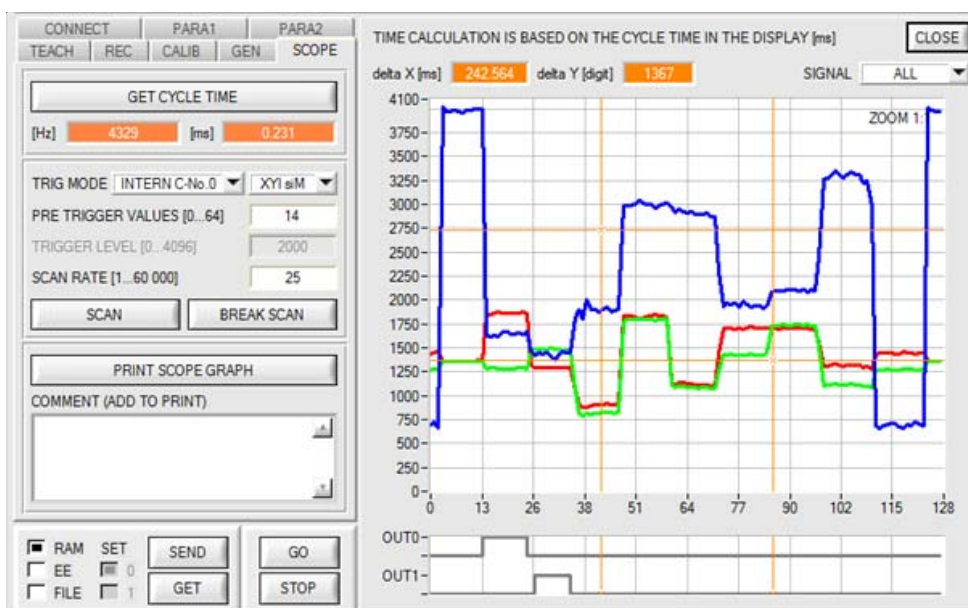 CONNECT PARA1 PARA2
TEACH REC CALIB GEN SCOPE
GET CYCLE TIME
[Hz] 4329 [ms] 0.231
TRIG MODE INTERN C-No.0 XYI siM
PRE TRIGGER VALUES [0...64] 14
TRIGGER LEVEL [0...4096] 2000
SCAN RATE [1...60 000] 25
SCAN BREAK SCAN
PRINT SCOPE GRAPH
COMMENT (ADD TO PRINT)
RAM SET SEND GO
EE 0
FILE 1 GET STOP
TIME CALCULATION IS BASED ON THE CYCLE TIME IN THE DISPLAY [ms] CLOSE
delta X [ms] 242.564 delta Y [digit] 1367 SIGNAL ALL
ZOOM 1:
4100
3750
3500
3250
3000
2750
2500
2250
2000
1750
1500
1250
1000
750
500
250
0
0 13 26 38 51 64 77 90 102 115 128
OUT0
OUT1